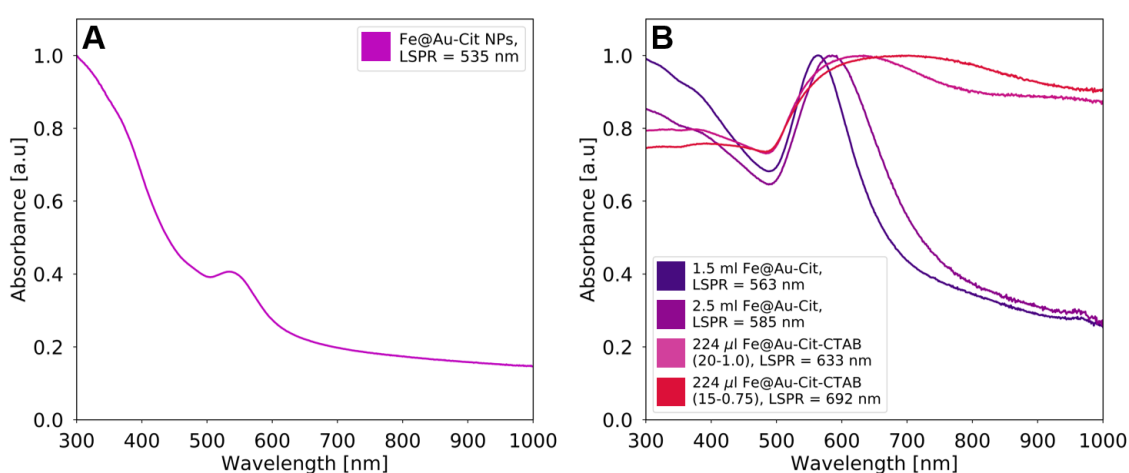 A
Fe@Au-Cit NPs,
LSPR = 535 nm
Absorbance [a.u]
1.0
0.8
0.6
0.4
0.2
0.0
300 400 500 600 700 800 900 1000
Wavelength [nm]
B
Absorbance [a.u]
1.0
0.8
0.6
0.4
0.2
0.0
1.5 ml Fe@Au-Cit,
LSPR = 563 nm
2.5 ml Fe@Au-Cit,
LSPR = 585 nm
224 μl Fe@Au-Cit-CTAB
(20-1.0), LSPR = 633 nm
224 μl Fe@Au-Cit-CTAB
(15-0.75), LSPR = 692 nm
300 400 500 600 700 800 900 1000
Wavelength [nm]